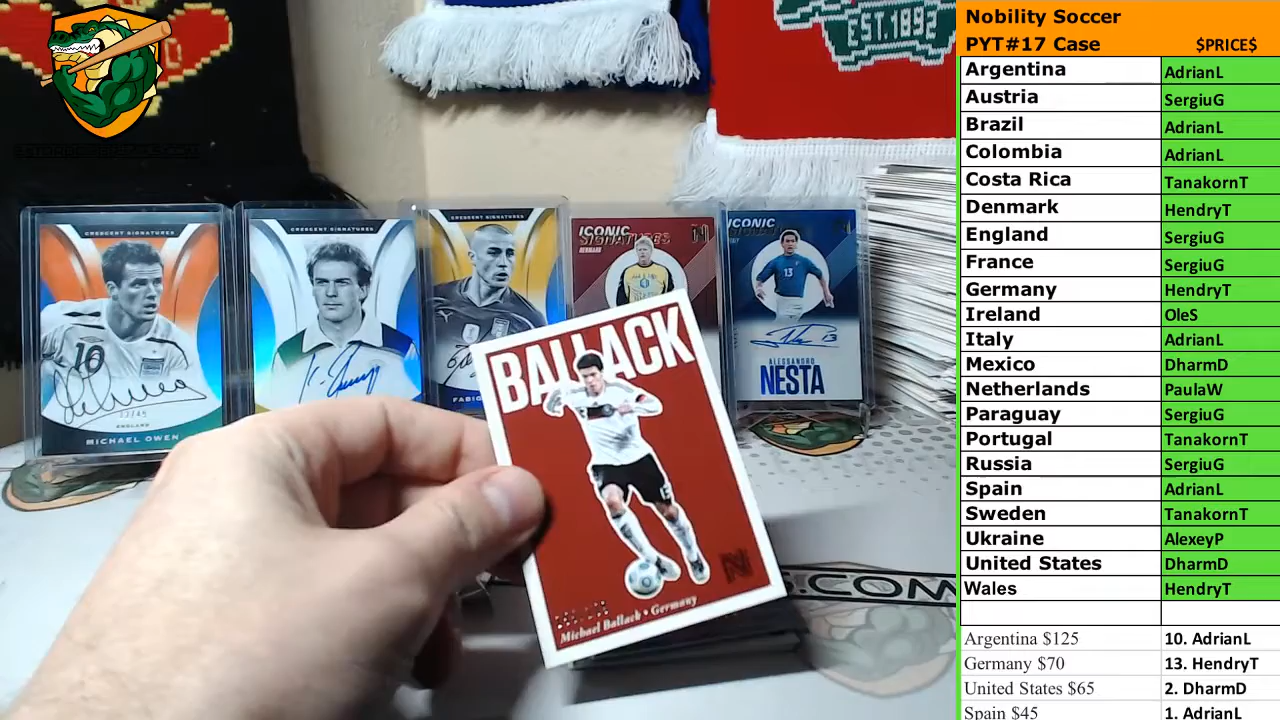 EST.1892
CRESCENT SIGNATURES
10
ENGLAND
MICHAEL OWEN
CRESCENT SIGNATURES
CRESCENT SIGNATURES
ICONIC
SIGNATURES
DENMARK
ICONIC
13
ALESSANDRO
NESTA
BALLACK
N
Michael Ballack • Germany
Nobility Soccer
PYT#17 Case $PRICE$
Argentina AdrianL
Austria SergiuG
Brazil AdrianL
Colombia AdrianL
Costa Rica TanakornT
Denmark HendryT
England SergiuG
France SergiuG
Germany HendryT
Ireland OleS
Italy AdrianL
Mexico DharmD
Netherlands PaulaW
Paraguay SergiuG
Portugal TanakornT
Russia SergiuG
Spain AdrianL
Sweden TanakornT
Ukraine AlexeyP
United States DharmD
Wales HendryT
Argentina $125 10. AdrianL
Germany $70 13. HendryT
United States $65 2. DharmD
Spain $45 1. AdrianL